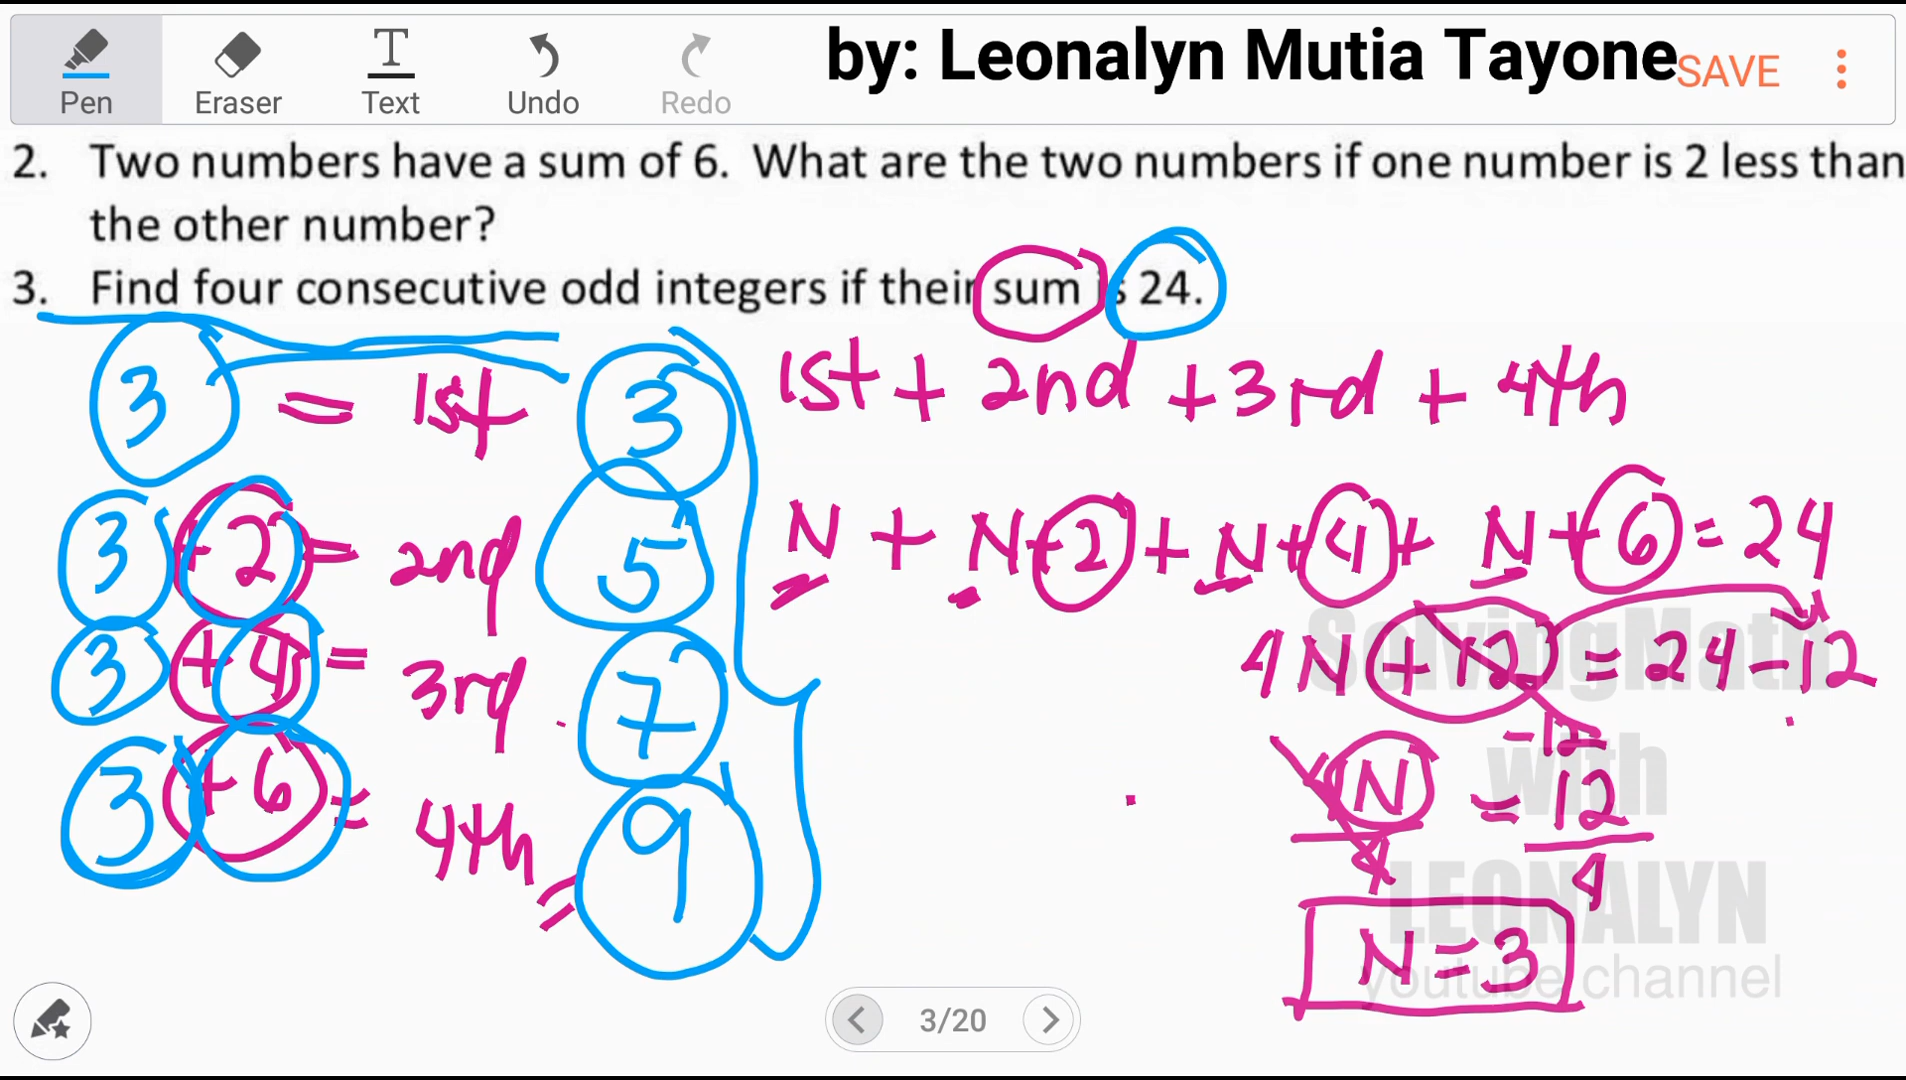 by: Leonalyn Mutia Tayone
SAVE
Pen
Eraser
Text
Undo
Redo
2. Two numbers have a sum of 6. What are the two numbers if one number is 2 less than
the other number?
3. Find four consecutive odd integers if their sum is 24.
3 = 1st 3
1st + 2nd + 3rd + 4th
3 + 2 = 2nd 5
N + N+2 + N+4 + N+6 = 24
3 + 4 = 3rd 7
4N + 12 = 24 - 12
-12
3 + 6 = 4th = 9
4N = 12
4 4
N = 3
SolvingMath
with
LEONALYN
youtube channel
3/20